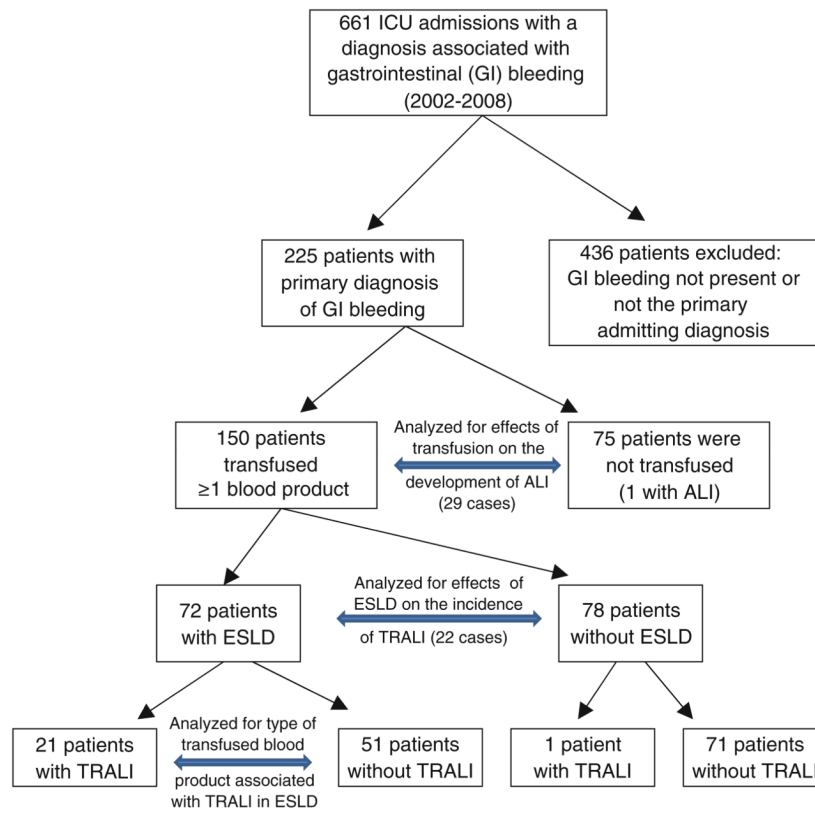 661 ICU admissions with a
diagnosis associated with
gastrointestinal (GI) bleeding
(2002-2008)
225 patients with
primary diagnosis
of GI bleeding
436 patients excluded:
GI bleeding not present or
not the primary
admitting diagnosis
150 patients
transfused
≥1 blood product
Analyzed for effects of
transfusion on the
development of ALI
(29 cases)
75 patients were
not transfused
(1 with ALI)
72 patients
with ESLD
Analyzed for effects of
ESLD on the incidence
of TRALI (22 cases)
78 patients
without ESLD
21 patients
with TRALI
Analyzed for type of
transfused blood
product associated
with TRALI in ESLD
51 patients
without TRALI
1 patient
with TRALI
71 patients
without TRALI